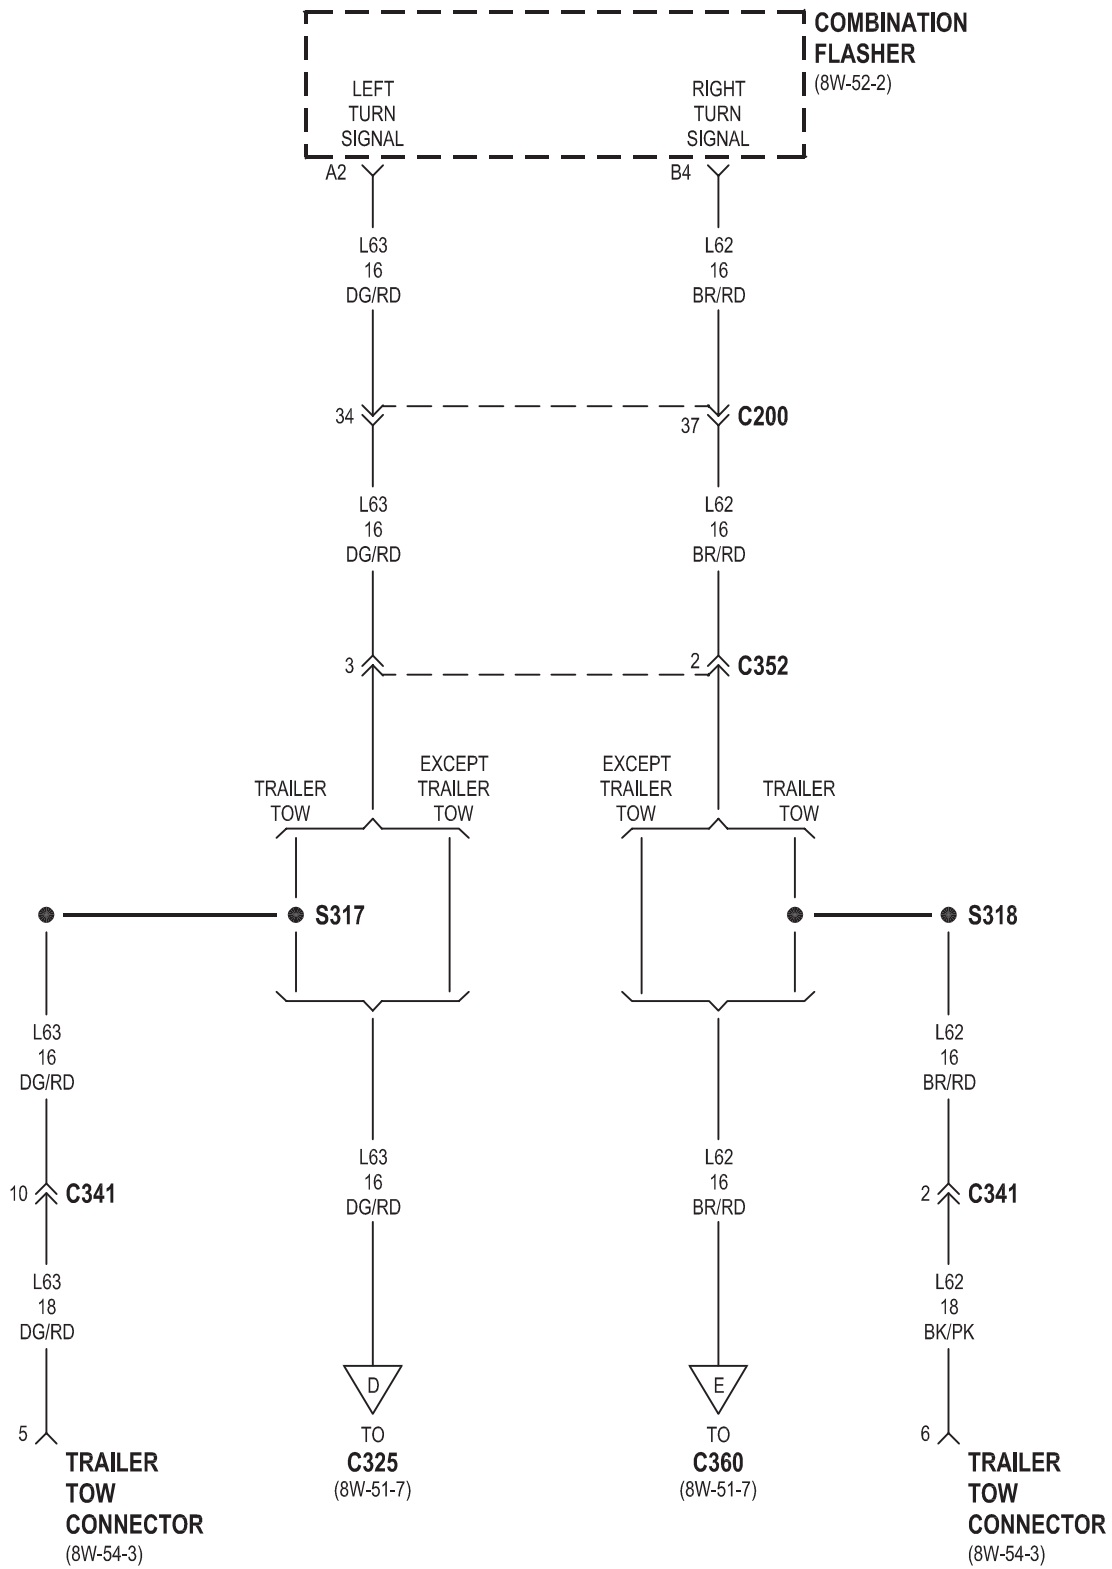 COMBINATION
FLASHER
(8W-52-2)
LEFT
TURN
SIGNAL
RIGHT
TURN
SIGNAL
A2
B4
L63
16
DG/RD
L62
16
BR/RD
34
37
C200
L63
16
DG/RD
L62
16
BR/RD
3
2
C352
TRAILER
TOW
EXCEPT
TRAILER
TOW
EXCEPT
TRAILER
TOW
TRAILER
TOW
S317
S318
L63
16
DG/RD
L62
16
BR/RD
L63
16
DG/RD
L62
16
BR/RD
10
C341
2
C341
L63
18
DG/RD
L62
18
BK/PK
D
E
5
TRAILER
TOW
CONNECTOR
(8W-54-3)
TO
C325
(8W-51-7)
TO
C360
(8W-51-7)
6
TRAILER
TOW
CONNECTOR
(8W-54-3)